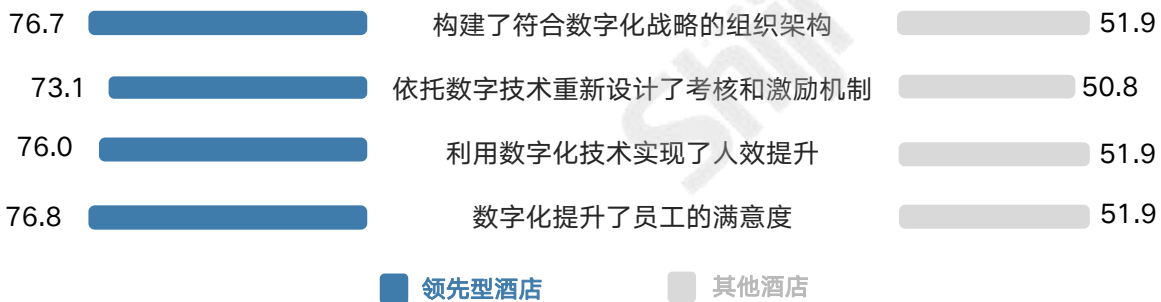 76.7 构建了符合数字化战略的组织架构 51.9
73.1 依托数字技术重新设计了考核和激励机制 50.8
76.0 利用数字化技术实现了人效提升 51.9
76.8 数字化提升了员工的满意度 51.9
领先型酒店 其他酒店
Shiji